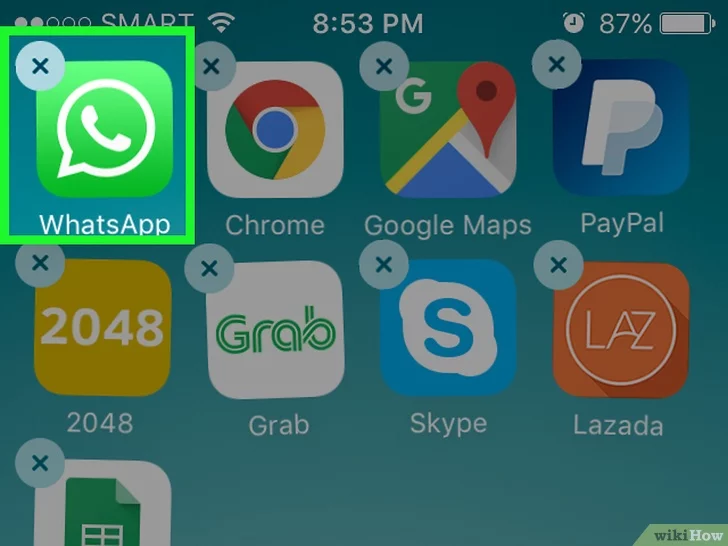 SMART 8:53 PM 87%
WhatsApp Chrome Google Maps PayPal
G
2048 Grab S LAZ
2048 Grab Skype Lazada
wikiHow